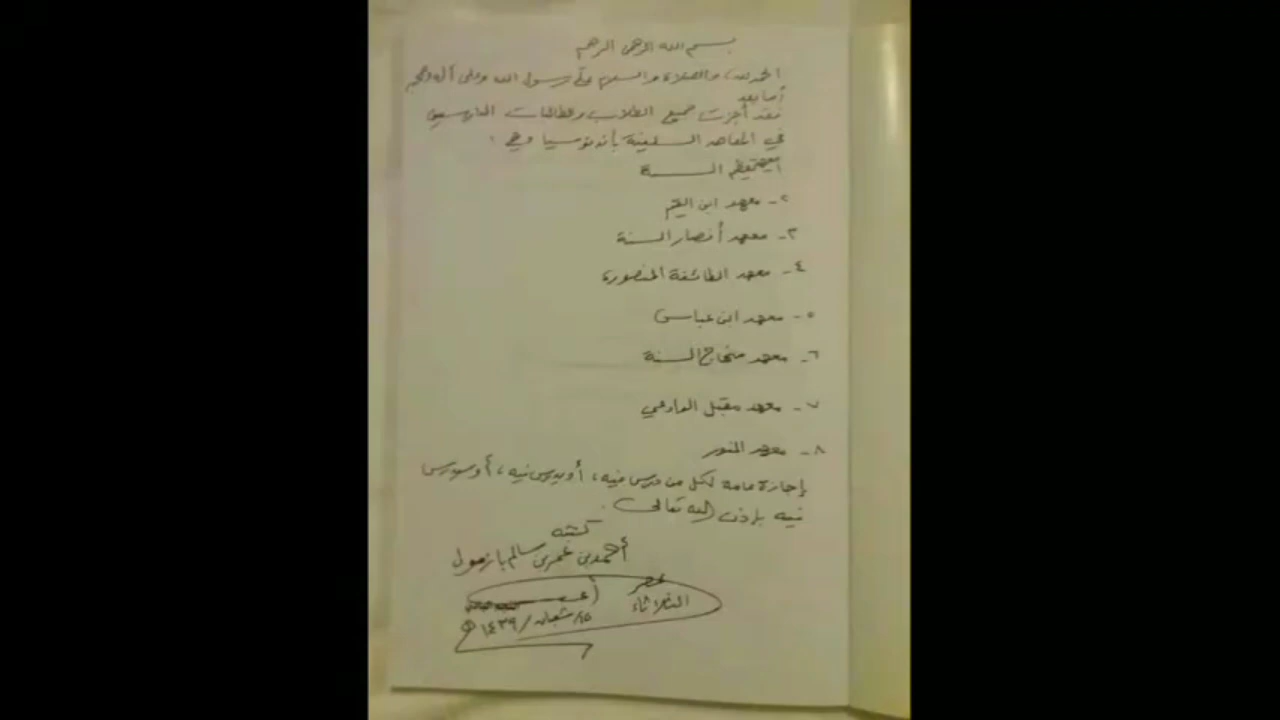 بسم الله الرحمن الرحيم
الحمد لله، والصلاة والسلام على رسول الله وعلى آله وصحبه
أما بعد
فقد أجزت جميع الطلاب والطالبات الدارسين
في المعاهد السلفية بأندونوسيا وهي:
السنة
٢- معهد ابن القيم
٣- معهد أنصار السنة
٤- معهد الطائفة المنصورة
٥- معهد ابن عباس
٦- معهد منهاج السنة
٧- معهد مقبل الوادعي
٨- معهد المنور
إجازة عامة لكل من درس فيه، أو يدرس فيه، أو سيدرس
فيه بإذن الله تعالى.
كتبه
أحمد بن عمر بن سالم بازمول
عصر
الثلاثاء
شعبان/١٤٣٩هـ